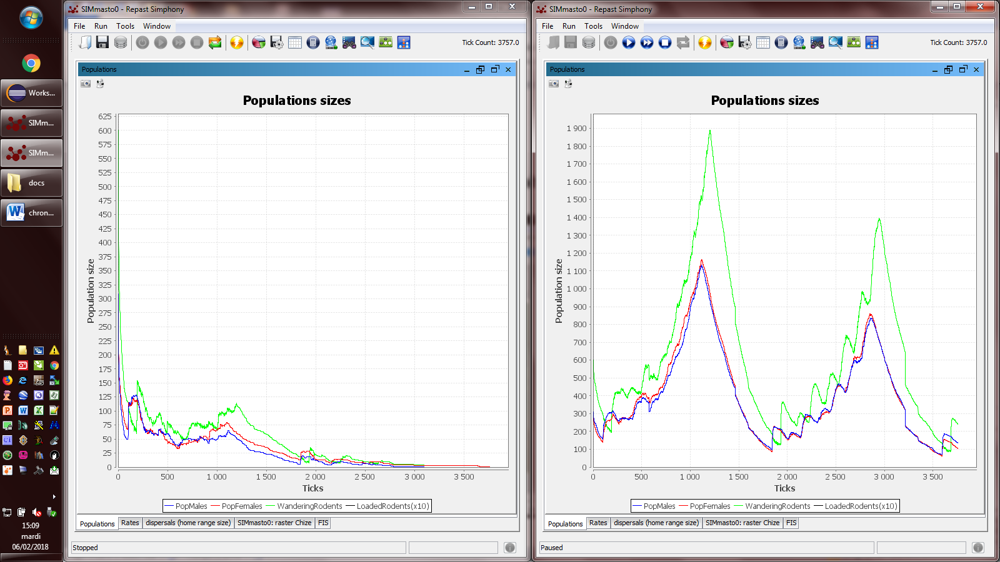 SIMmasto0 - Repast Simphony
File Run Tools Window
Tick Count: 3757.0
Populations
Populations sizes
625
600
575
550
525
500
475
450
425
400
375
350
325
300
275
250
225
200
175
150
125
100
75
50
25
0
Population size
0 500 1 000 1 500 2 000 2 500 3 000 3 500
Ticks
PopMales PopFemales WanderingRodents LoadedRodents(x10)
Populations Rates dispersals (home range size) SIMmasto0: raster Chize FIS
Stopped
SIMmasto0 - Repast Simphony
File Run Tools Window
Tick Count: 3757.0
Populations
Populations sizes
1 900
1 800
1 700
1 600
1 500
1 400
1 300
1 200
1 100
1 000
900
800
700
600
500
400
300
200
100
0
Population size
0 500 1 000 1 500 2 000 2 500 3 000 3 500
Ticks
PopMales PopFemales WanderingRodents LoadedRodents(x10)
Populations Rates dispersals (home range size) SIMmasto0: raster Chize FIS
Paused
Works...
SIMm...
SIMm...
docs
chron...
15:09
mardi
06/02/2018